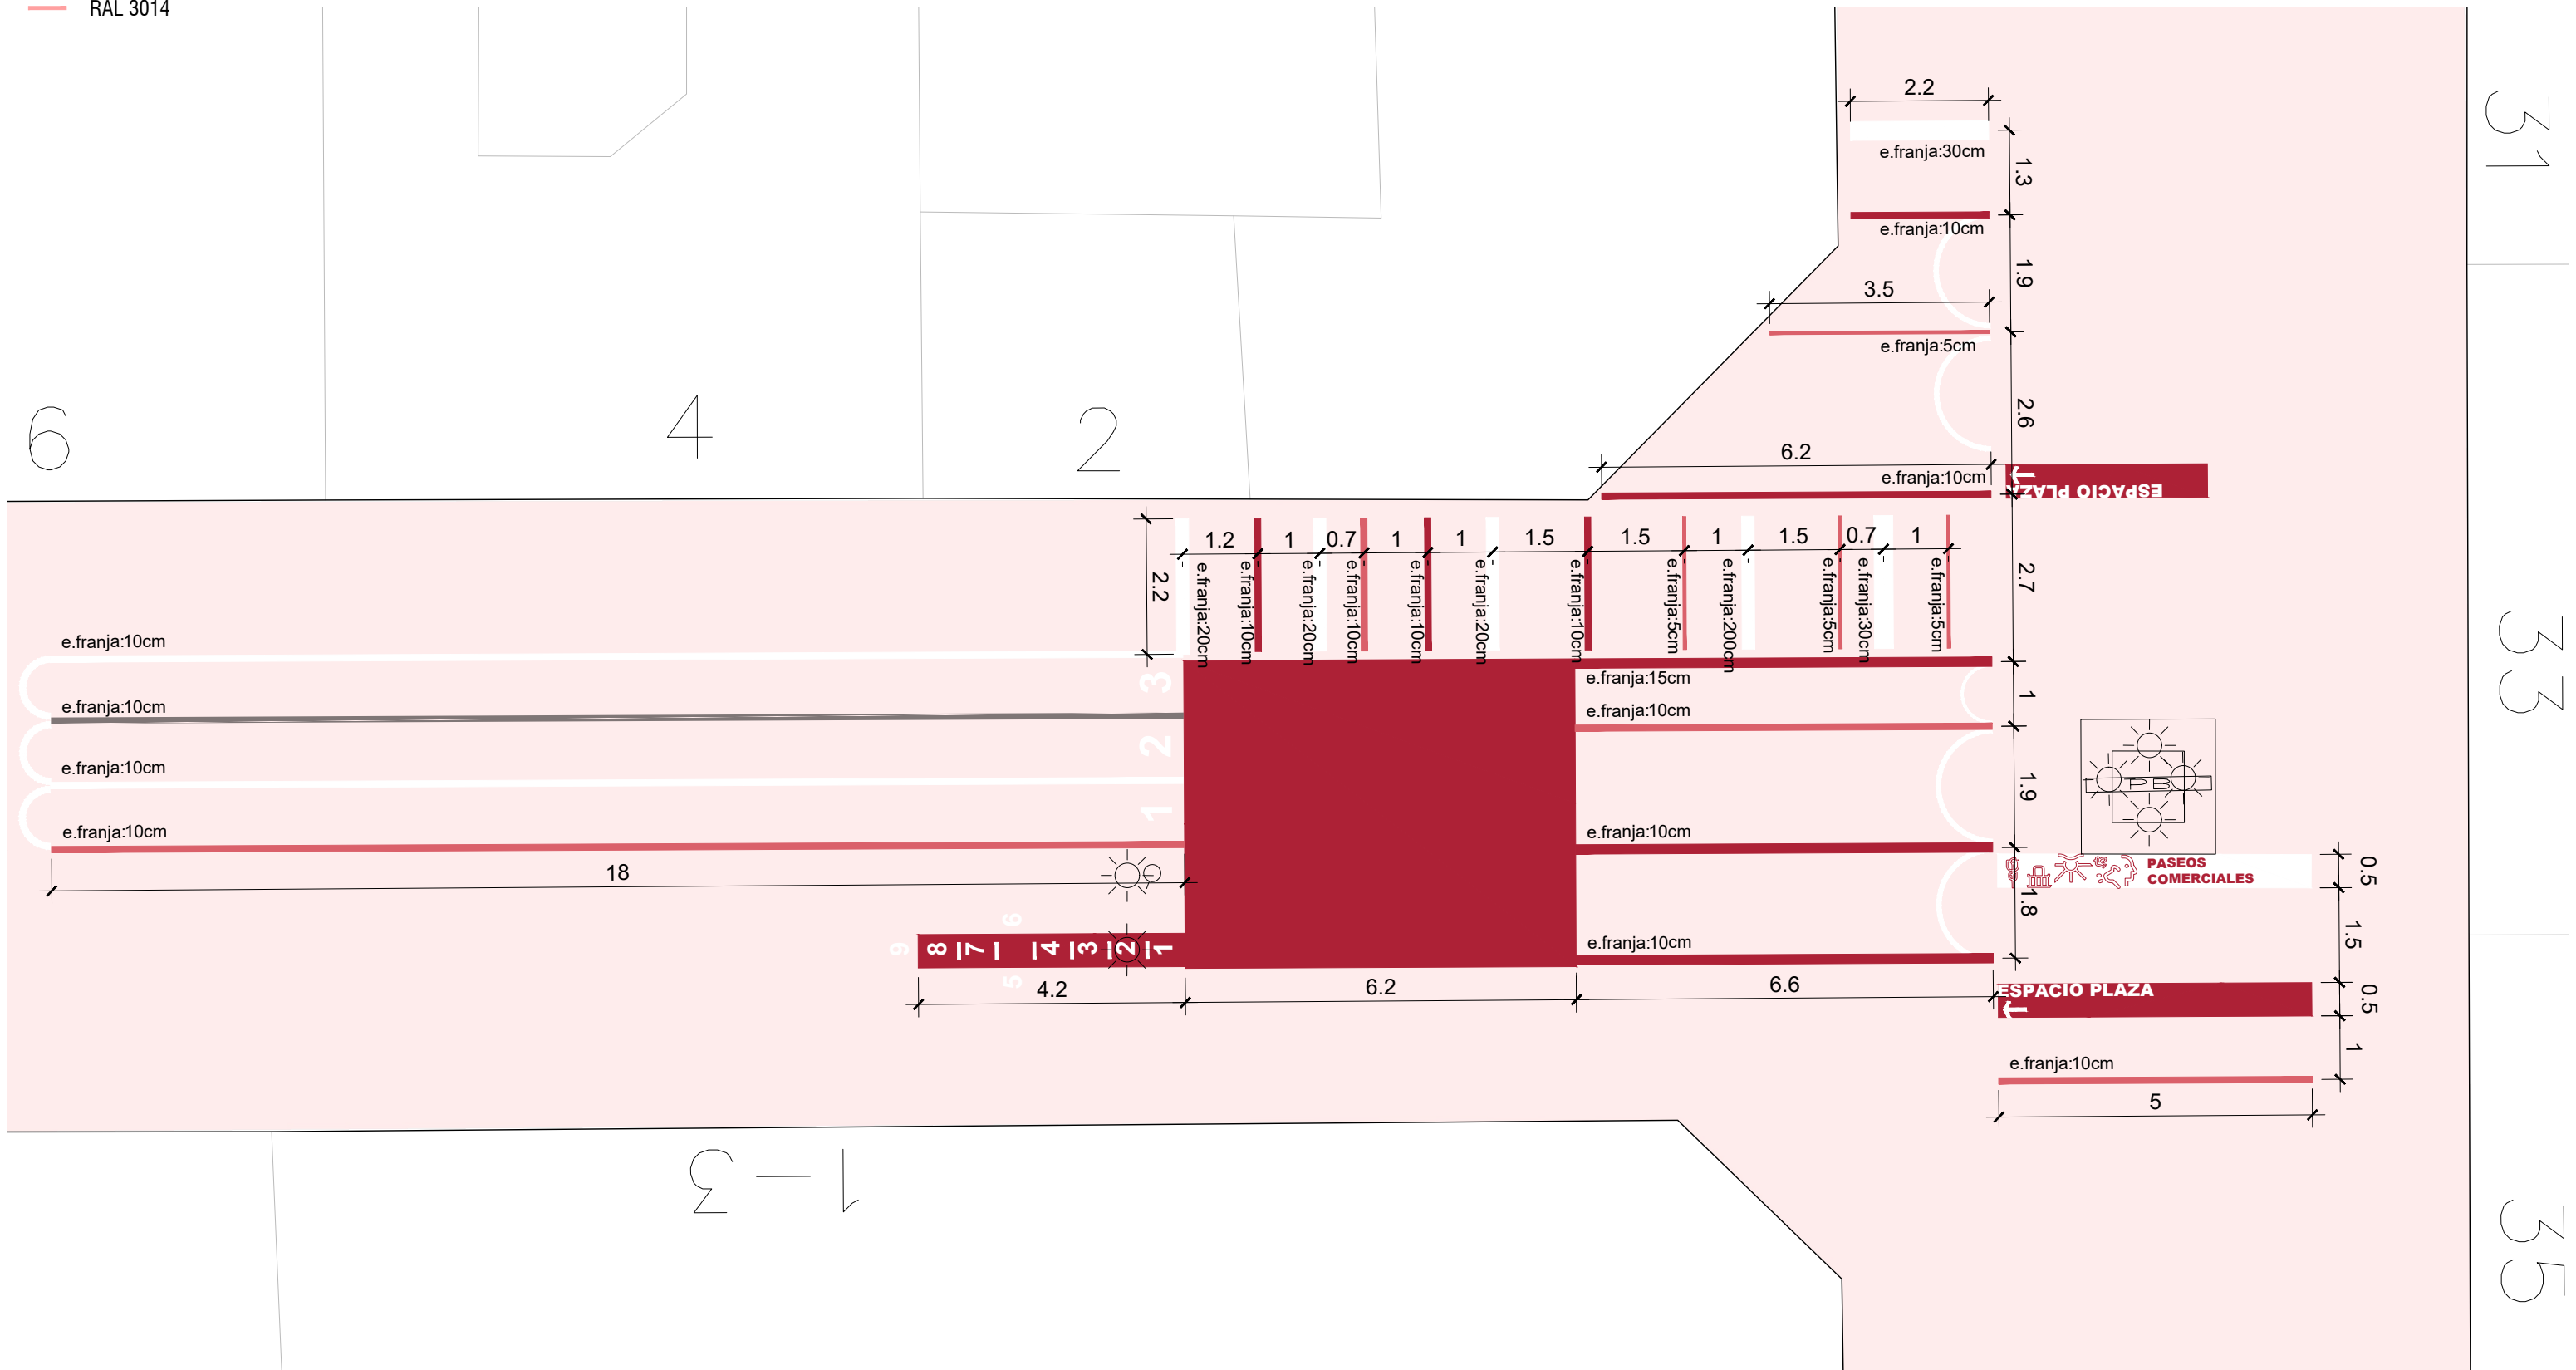 RAL 3014
31
2.2
e.franja:30cm
1.3
e.franja:10cm
1.9
3.5
e.franja:5cm
2.6
6
4
2
6.2
e.franja:10cm
ESPACIO PLAZA
1.2
1
0.7
1
1
1.5
1.5
1
1.5
0.7
1
2.2
e.franja:20cm
e.franja:10cm
e.franja:20cm
e.franja:10cm
e.franja:10cm
e.franja:20cm
e.franja:10cm
e.franja:5cm
e.franja:200cm
e.franja:5cm
e.franja:30cm
e.franja:5cm
2.7
33
e.franja:10cm
3
e.franja:15cm
1
e.franja:10cm
e.franja:10cm
2
e.franja:10cm
1
1.9
PB
e.franja:10cm
e.franja:10cm
18
PASEOS
COMERCIALES
0.5
1.8
9
8
7
6
5
4
3
2
1
e.franja:10cm
1.5
4.2
6.2
6.6
ESPACIO PLAZA
0.5
e.franja:10cm
1
5
1-3
35